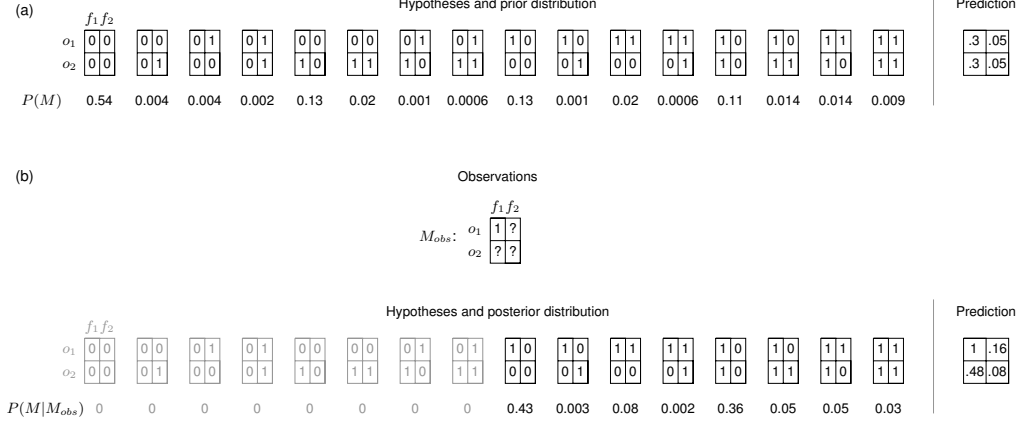 (a) Hypotheses and prior distribution Prediction
f1 f2
o1 0 0 0 0 0 1 0 1 0 0 0 0 0 1 0 1 1 0 1 0 1 1 1 1 1 0 1 0 1 1 1 1 .3 .05
o2 0 0 0 1 0 0 0 1 1 0 1 1 1 0 1 1 0 0 0 1 0 0 0 1 1 0 1 1 1 0 1 1 .3 .05
P(M) 0.54 0.004 0.004 0.002 0.13 0.02 0.001 0.0006 0.13 0.001 0.02 0.0006 0.11 0.014 0.014 0.009
(b) Observations
f1 f2
Mobs: o1 1 ?
o2 ? ?
Hypotheses and posterior distribution Prediction
f1 f2
o1 0 0 0 0 0 1 0 1 0 0 0 0 0 1 0 1 1 0 1 0 1 1 1 1 1 0 1 0 1 1 1 1 1 .16
o2 0 0 0 1 0 0 0 1 1 0 1 1 1 0 1 1 0 0 0 1 0 0 0 1 1 0 1 1 1 0 1 1 .48 .08
P(M|Mobs) 0 0 0 0 0 0 0 0 0.43 0.003 0.08 0.002 0.36 0.05 0.05 0.03